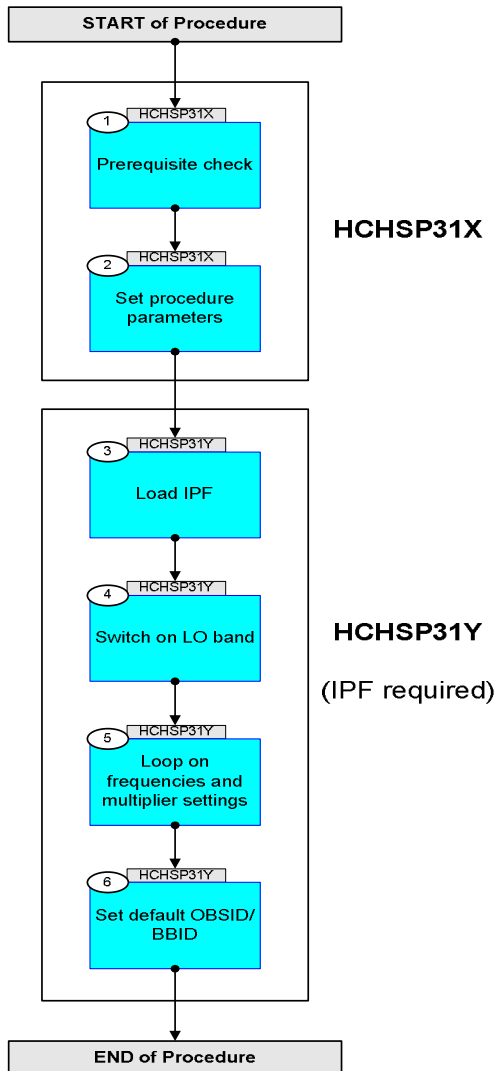 START of Procedure
HCHSP31X
1
Prerequisite check
HCHSP31X
HCHSP31X
2
Set procedure
parameters
HCHSP31Y
3
Load IPF
HCHSP31Y
4
Switch on LO band
HCHSP31Y
(IPF required)
HCHSP31Y
5
Loop on
frequencies and
multiplier settings
HCHSP31Y
6
Set default OBSID/
BBID
END of Procedure